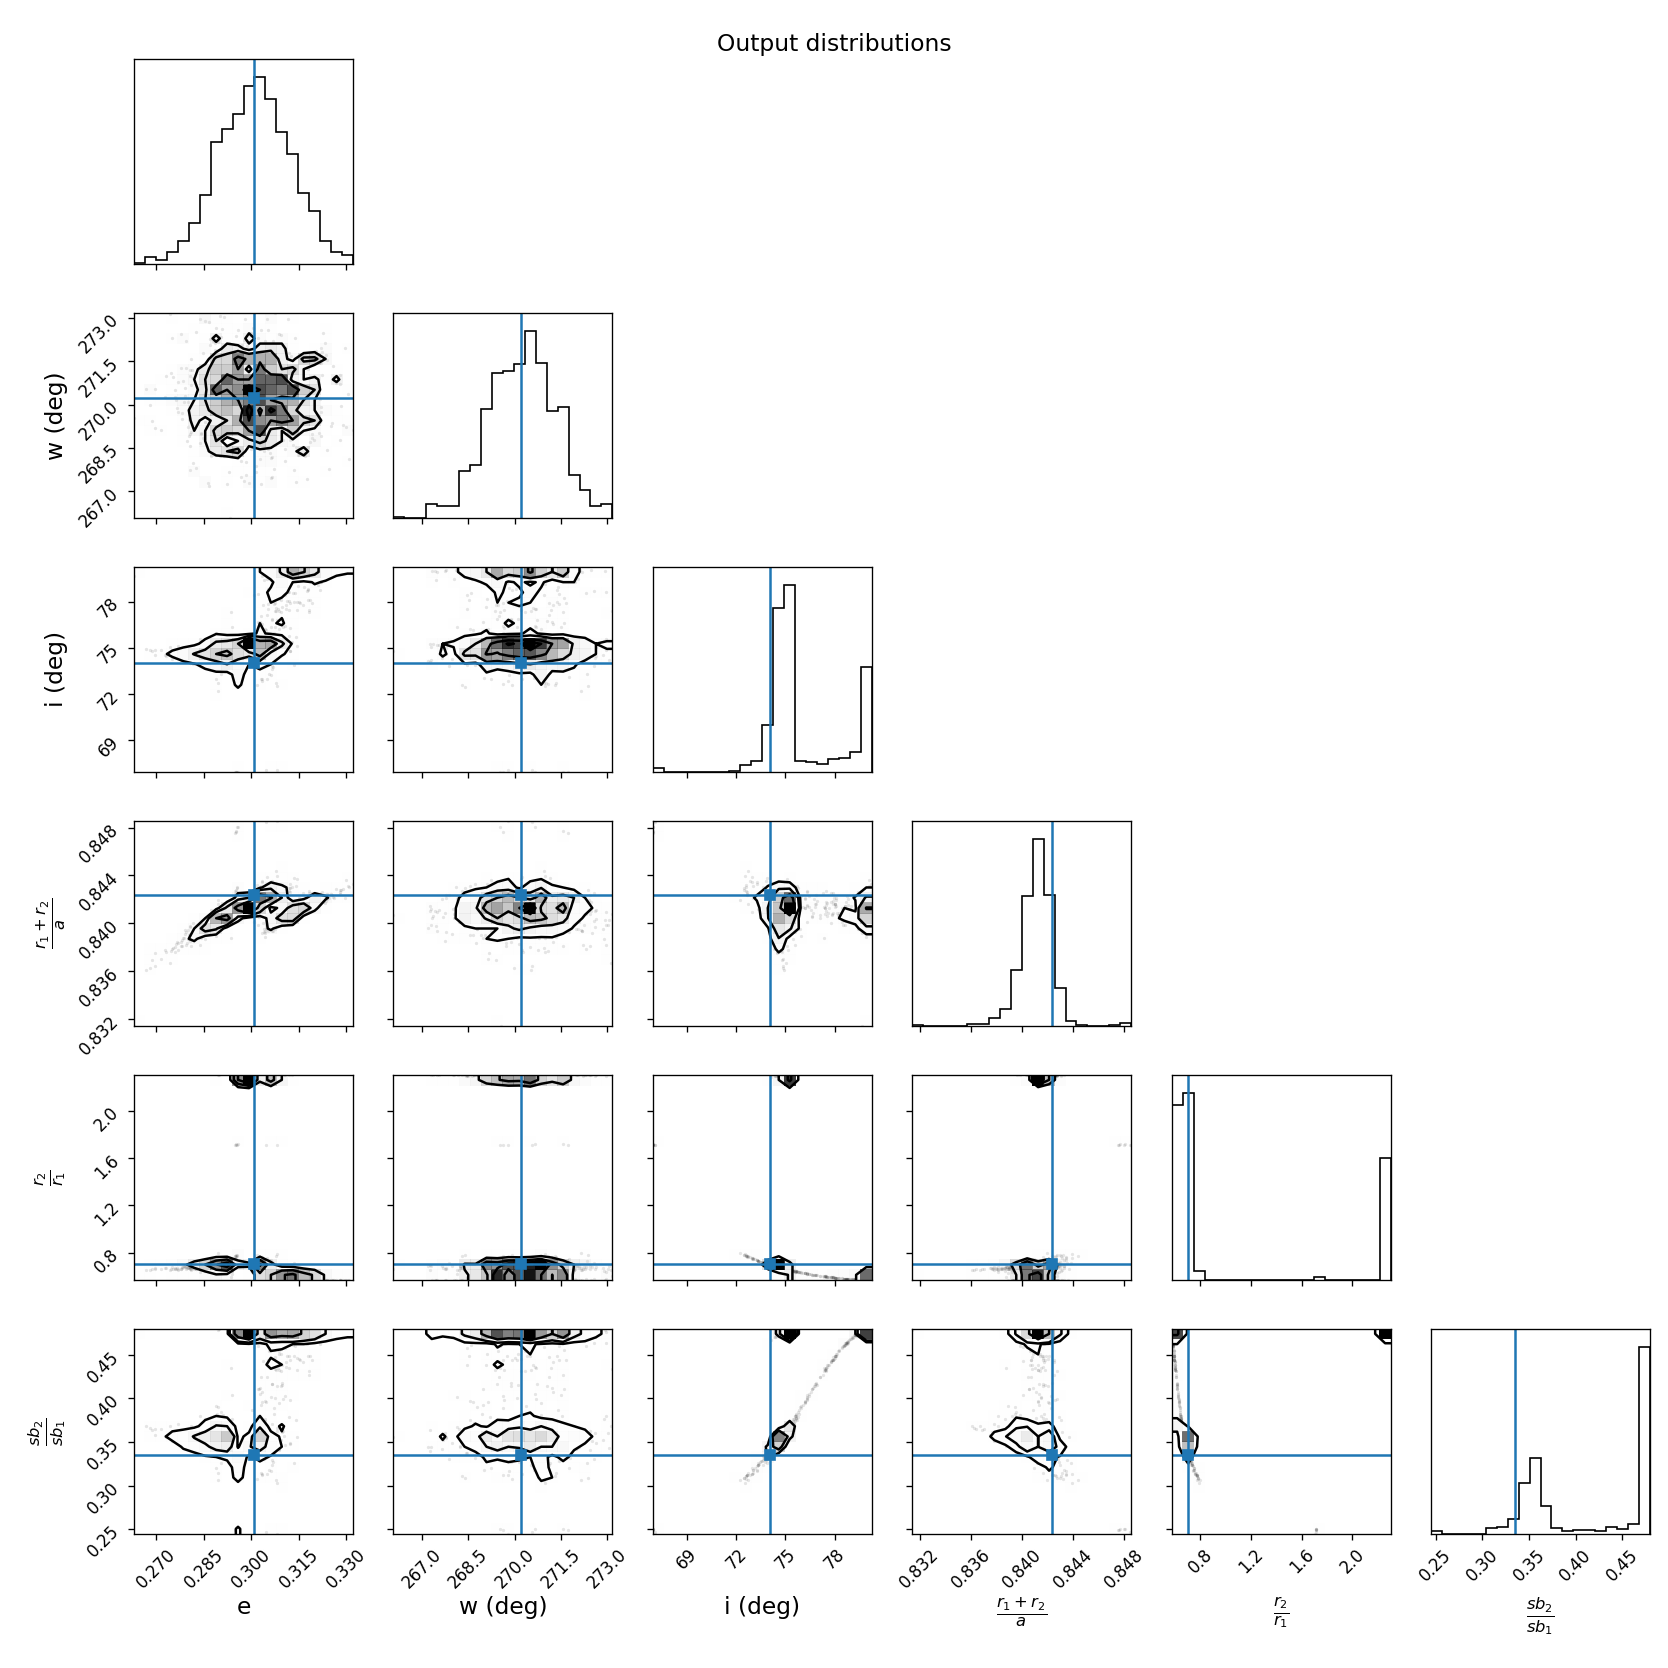 Output distributions
w (deg)
273.0
271.5
270.0
268.5
267.0
i (deg)
78
75
72
69
r₁ + r₂
a
0.848
0.844
0.840
0.836
0.832
r₂
r₁
2.0
1.6
1.2
0.8
sb₂
sb₁
0.45
0.40
0.35
0.30
0.25
0.270 0.285 0.300 0.315 0.330
267.0 268.5 270.0 271.5 273.0
69 72 75 78
0.832 0.836 0.840 0.844 0.848
0.8 1.2 1.6 2.0
0.25 0.30 0.35 0.40 0.45
e
w (deg)
i (deg)
r₁ + r₂
a
r₂
r₁
sb₂
sb₁